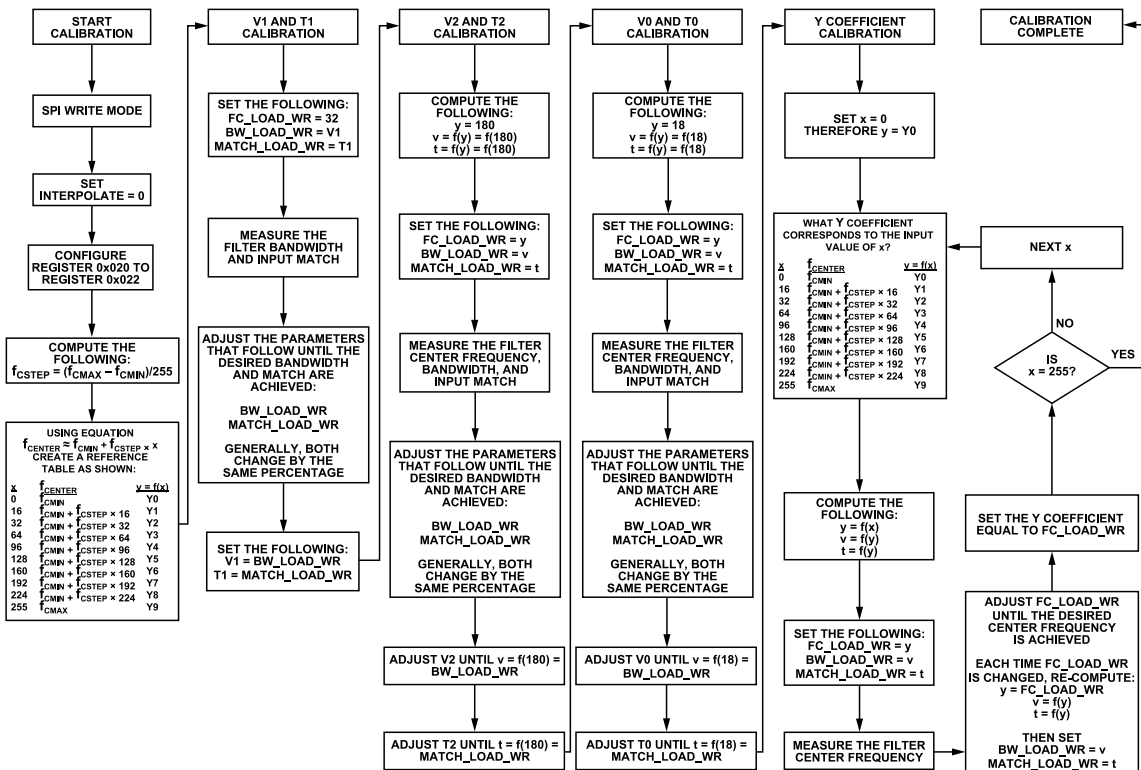 START
CALIBRATION
SPI WRITE MODE
SET
INTERPOLATE = 0
CONFIGURE
REGISTER 0x020 TO
REGISTER 0x022
COMPUTE THE
FOLLOWING:
fCSTEP = (fCMAX – fCMIN)/255
USING EQUATION
fCENTER ≈ fCMIN + fCSTEP × x
CREATE A REFERENCE
TABLE AS SHOWN:
x fCENTER v = f(x)
0 fCMIN Y0
16 fCMIN + fCSTEP × 16 Y1
32 fCMIN + fCSTEP × 32 Y2
64 fCMIN + fCSTEP × 64 Y3
96 fCMIN + fCSTEP × 96 Y4
128 fCMIN + fCSTEP × 128 Y5
160 fCMIN + fCSTEP × 160 Y6
192 fCMIN + fCSTEP × 192 Y7
224 fCMIN + fCSTEP × 224 Y8
255 fCMAX Y9
V1 AND T1
CALIBRATION
SET THE FOLLOWING:
FC_LOAD_WR = 32
BW_LOAD_WR = V1
MATCH_LOAD_WR = T1
MEASURE THE
FILTER BANDWIDTH
AND INPUT MATCH
ADJUST THE PARAMETERS
THAT FOLLOW UNTIL THE
DESIRED BANDWIDTH
AND MATCH ARE
ACHIEVED:
BW_LOAD_WR
MATCH_LOAD_WR
GENERALLY, BOTH
CHANGE BY THE
SAME PERCENTAGE
SET THE FOLLOWING:
V1 = BW_LOAD_WR
T1 = MATCH_LOAD_WR
V2 AND T2
CALIBRATION
COMPUTE THE
FOLLOWING:
y = 180
v = f(y) = f(180)
t = f(y) = f(180)
SET THE FOLLOWING:
FC_LOAD_WR = y
BW_LOAD_WR = v
MATCH_LOAD_WR = t
MEASURE THE FILTER
CENTER FREQUENCY,
BANDWIDTH, AND
INPUT MATCH
ADJUST THE PARAMETERS
THAT FOLLOW UNTIL THE
DESIRED BANDWIDTH
AND MATCH ARE
ACHIEVED:
BW_LOAD_WR
MATCH_LOAD_WR
GENERALLY, BOTH
CHANGE BY THE
SAME PERCENTAGE
ADJUST V2 UNTIL v = f(180) =
BW_LOAD_WR
ADJUST T2 UNTIL t = f(180) =
MATCH_LOAD_WR
V0 AND T0
CALIBRATION
COMPUTE THE
FOLLOWING:
y = 18
v = f(y) = f(18)
t = f(y) = f(18)
SET THE FOLLOWING:
FC_LOAD_WR = y
BW_LOAD_WR = v
MATCH_LOAD_WR = t
MEASURE THE FILTER
CENTER FREQUENCY,
BANDWIDTH, AND
INPUT MATCH
ADJUST THE PARAMETERS
THAT FOLLOW UNTIL THE
DESIRED BANDWIDTH
AND MATCH ARE
ACHIEVED:
BW_LOAD_WR
MATCH_LOAD_WR
GENERALLY, BOTH
CHANGE BY THE
SAME PERCENTAGE
ADJUST V0 UNTIL v = f(18) =
BW_LOAD_WR
ADJUST T0 UNTIL t = f(18) =
MATCH_LOAD_WR
Y COEFFICIENT
CALIBRATION
SET x = 0
THEREFORE y = Y0
WHAT Y COEFFICIENT
CORRESPONDS TO THE INPUT
VALUE OF x?
x fCENTER v = f(x)
0 fCMIN Y0
16 fCMIN + fCSTEP × 16 Y1
32 fCMIN + fCSTEP × 32 Y2
64 fCMIN + fCSTEP × 64 Y3
96 fCMIN + fCSTEP × 96 Y4
128 fCMIN + fCSTEP × 128 Y5
160 fCMIN + fCSTEP × 160 Y6
192 fCMIN + fCSTEP × 192 Y7
224 fCMIN + fCSTEP × 224 Y8
255 fCMAX Y9
COMPUTE THE
FOLLOWING:
y = f(x)
v = f(y)
t = f(y)
SET THE FOLLOWING:
FC_LOAD_WR = y
BW_LOAD_WR = v
MATCH_LOAD_WR = t
MEASURE THE FILTER
CENTER FREQUENCY
CALIBRATION
COMPLETE
NEXT x
NO
IS
x = 255?
YES
SET THE Y COEFFICIENT
EQUAL TO FC_LOAD_WR
ADJUST FC_LOAD_WR
UNTIL THE DESIRED
CENTER FREQUENCY
IS ACHIEVED
EACH TIME FC_LOAD_WR
IS CHANGED, RE-COMPUTE:
y = FC_LOAD_WR
v = f(y)
t = f(y)
THEN SET
BW_LOAD_WR = v
MATCH_LOAD_WR = t